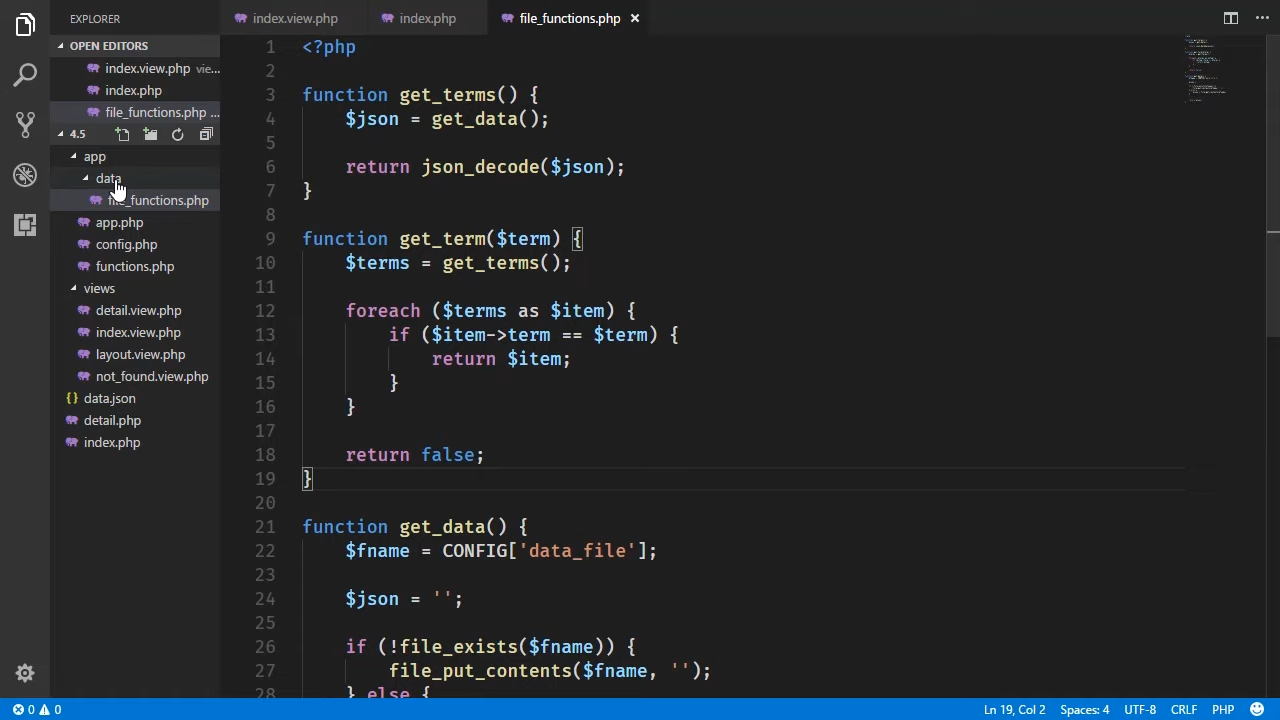 EXPLORER
OPEN EDITORS
index.view.php vie...
index.php
file_functions.php ...
4.5
app
data
file_functions.php
app.php
config.php
functions.php
views
detail.view.php
index.view.php
layout.view.php
not_found.view.php
{} data.json
detail.php
index.php
index.view.php
index.php
file_functions.php ×
1 <?php
2
3 function get_terms() {
4 $json = get_data();
5
6 return json_decode($json);
7 }
8
9 function get_term($term) {
10 $terms = get_terms();
11
12 foreach ($terms as $item) {
13 if ($item->term == $term) {
14 return $item;
15 }
16 }
17
18 return false;
19 }
20
21 function get_data() {
22 $fname = CONFIG['data_file'];
23
24 $json = '';
25
26 if (!file_exists($fname)) {
27 file_put_contents($fname, '');
28 } else {
0 0
Ln 19, Col 2 Spaces: 4 UTF-8 CRLF PHP